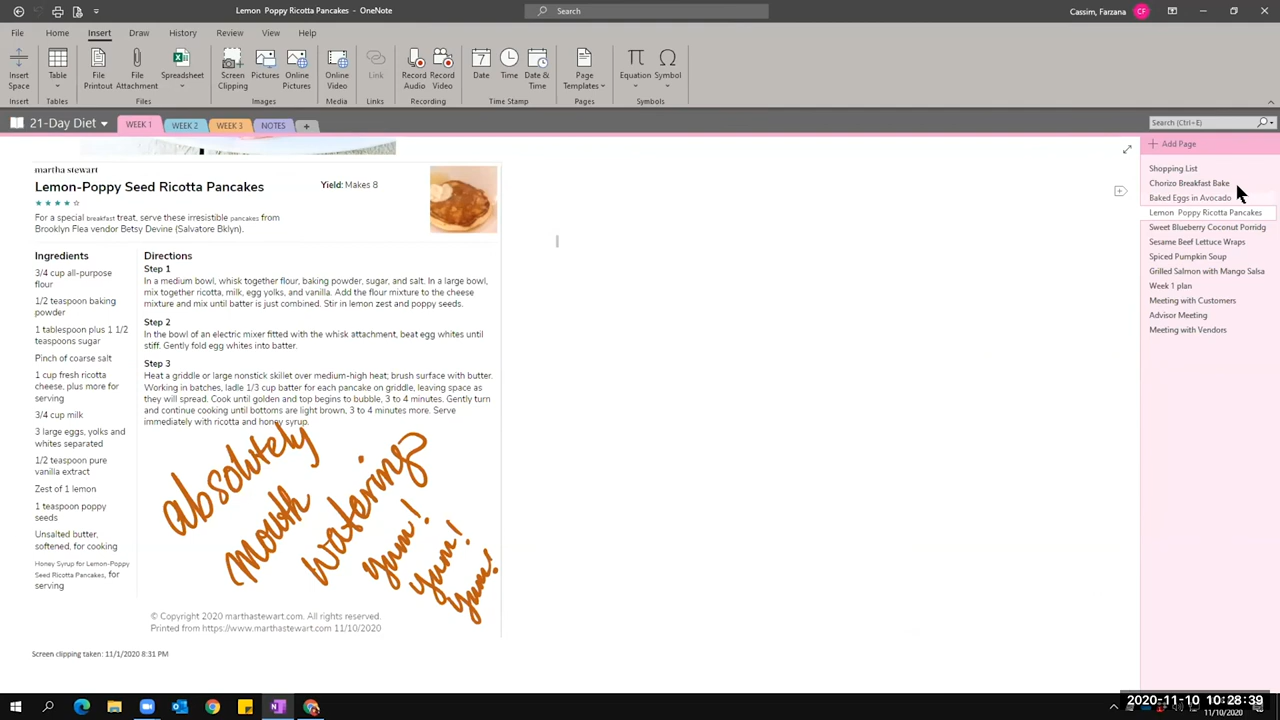 Lemon Poppy Ricotta Pancakes - OneNote
Search
Cassim, Farzana
CF
File Home Insert Draw History Review View Help
Insert Space
Table
File Printout
File Attachment
Spreadsheet
Screen Clipping
Pictures
Online Pictures
Online Video
Link
Record Audio
Record Video
Date
Time
Date & Time
Page Templates
Equation
Symbol
Insert Tables Files Images Media Links Recording Time Stamp Pages Symbols
21-Day Diet
WEEK 1 WEEK 2 WEEK 3 NOTES +
Search (Ctrl+E)
martha stewart
Lemon-Poppy Seed Ricotta Pancakes
Yield: Makes 8
For a special breakfast treat, serve these irresistible pancakes from
Brooklyn Flea vendor Betsy Devine (Salvatore Bklyn).
Ingredients
3/4 cup all-purpose
flour
1/2 teaspoon baking
powder
1 tablespoon plus 1 1/2
teaspoons sugar
Pinch of coarse salt
1 cup fresh ricotta
cheese, plus more for
serving
3/4 cup milk
3 large eggs, yolks and
whites separated
1/2 teaspoon pure
vanilla extract
Zest of 1 lemon
1 teaspoon poppy
seeds
Unsalted butter,
softened, for cooking
Honey Syrup for Lemon-Poppy
Seed Ricotta Pancakes, for
serving
Directions
Step 1
In a medium bowl, whisk together flour, baking powder, sugar, and salt. In a large bowl,
mix together ricotta, milk, egg yolks, and vanilla. Add the flour mixture to the cheese
mixture and mix until batter is just combined. Stir in lemon zest and poppy seeds.
Step 2
In the bowl of an electric mixer fitted with the whisk attachment, beat egg whites until
stiff. Gently fold egg whites into batter.
Step 3
Heat a griddle or large nonstick skillet over medium-high heat; brush surface with butter.
Working in batches, ladle 1/3 cup batter for each pancake on griddle, leaving space as
they will spread. Cook until golden and top begins to bubble, 3 to 4 minutes. Gently turn
and continue cooking until bottoms are light brown, 3 to 4 minutes more. Serve
immediately with ricotta and honey syrup.
absolutely
mouth
watering
yum!
yum!
yum!
© Copyright 2020 marthastewart.com. All rights reserved.
Printed from https://www.marthastewart.com 11/10/2020
Screen clipping taken: 11/1/2020 8:31 PM
Add Page
Shopping List
Chorizo Breakfast Bake
Baked Eggs in Avocado
Lemon Poppy Ricotta Pancakes
Sweet Blueberry Coconut Porridg
Sesame Beef Lettuce Wraps
Spiced Pumpkin Soup
Grilled Salmon with Mango Salsa
Week 1 plan
Meeting with Customers
Advisor Meeting
Meeting with Vendors
2020-11-10 10:28:39
11/10/2020